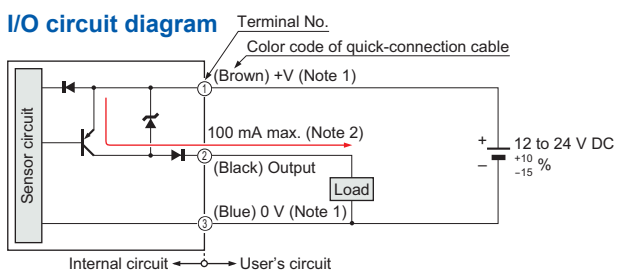 I/O circuit diagram
Terminal No.
Color code of quick-connection cable
(Brown) +V (Note 1)
1
100 mA max. (Note 2)
2
(Black) Output
Load
3
(Blue) 0 V (Note 1)
Sensor circuit
+
–
12 to 24 V DC
+10
–15 %
Internal circuit
User's circuit